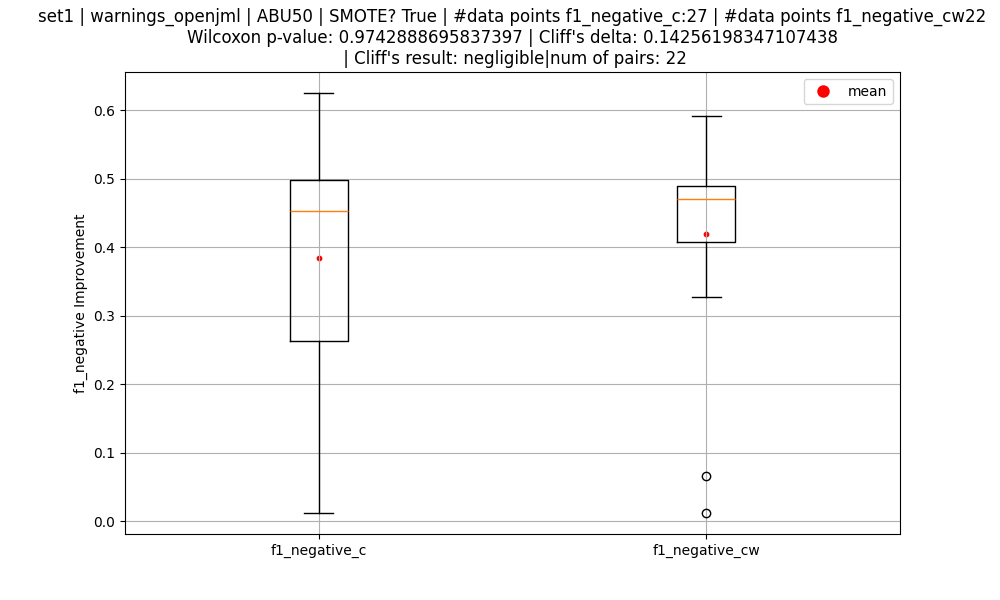 set1 | warnings_openjml | ABU50 | SMOTE? True | #data points f1_negative_c:27 | #data points f1_negative_cw22
Wilcoxon p-value: 0.9742888695837397 | Cliff's delta: 0.14256198347107438
| Cliff's result: negligible|num of pairs: 22
mean
0.6
0.5
0.4
0.3
0.2
0.1
0.0
f1_negative Improvement
f1_negative_c
f1_negative_cw